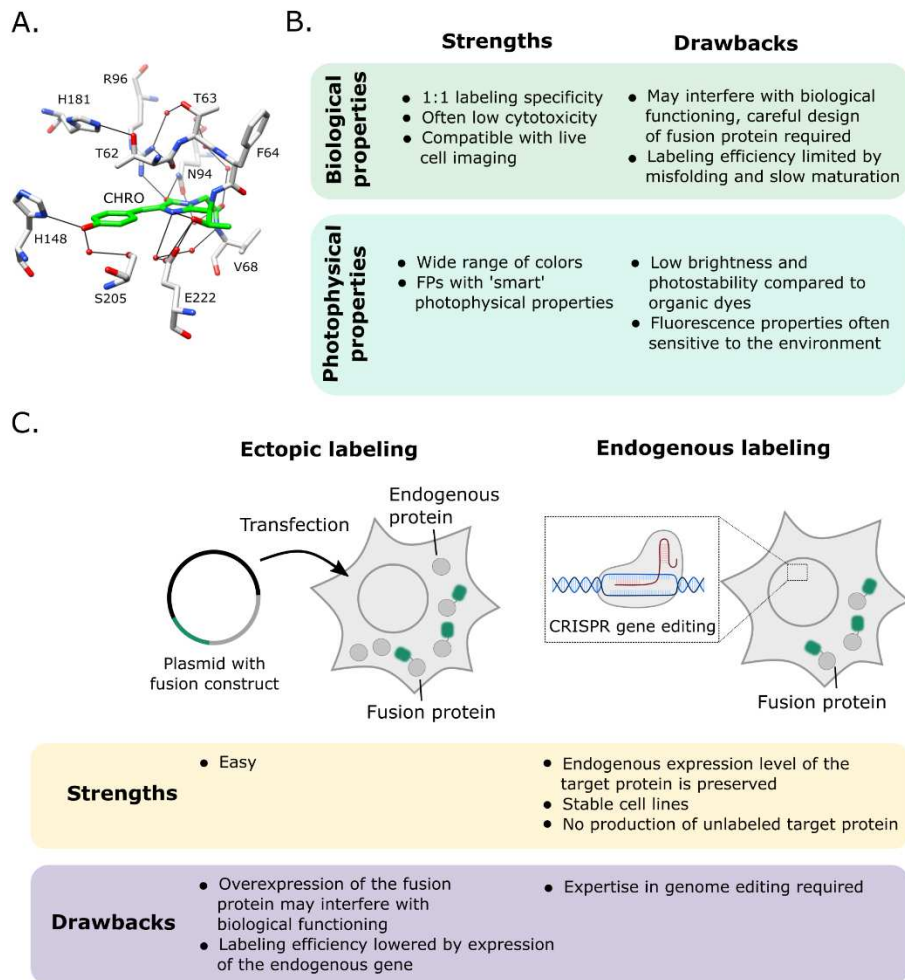 A.
R96
H181
T63
T62
F64
N94
CHRO
H148
V68
S205
E222
B.
Strengths
Drawbacks
Biological
properties
● 1:1 labeling specificity
● Often low cytotoxicity
● Compatible with live
cell imaging
● May interfere with biological
functioning, careful design
of fusion protein required
● Labeling efficiency limited by
misfolding and slow maturation
Photophysical
properties
● Wide range of colors
● FPs with 'smart'
photophysical properties
● Low brightness and
photostability compared to
organic dyes
● Fluorescence properties often
sensitive to the environment
C.
Ectopic labeling
Transfection
Endogenous
protein
Plasmid with
fusion construct
Fusion protein
Endogenous labeling
CRISPR gene editing
Fusion protein
Strengths
● Easy
● Endogenous expression level of the
target protein is preserved
● Stable cell lines
● No production of unlabeled target protein
Drawbacks
● Overexpression of the fusion
protein may interfere with
biological functioning
● Labeling efficiency lowered by expression
of the endogenous gene
● Expertise in genome editing required